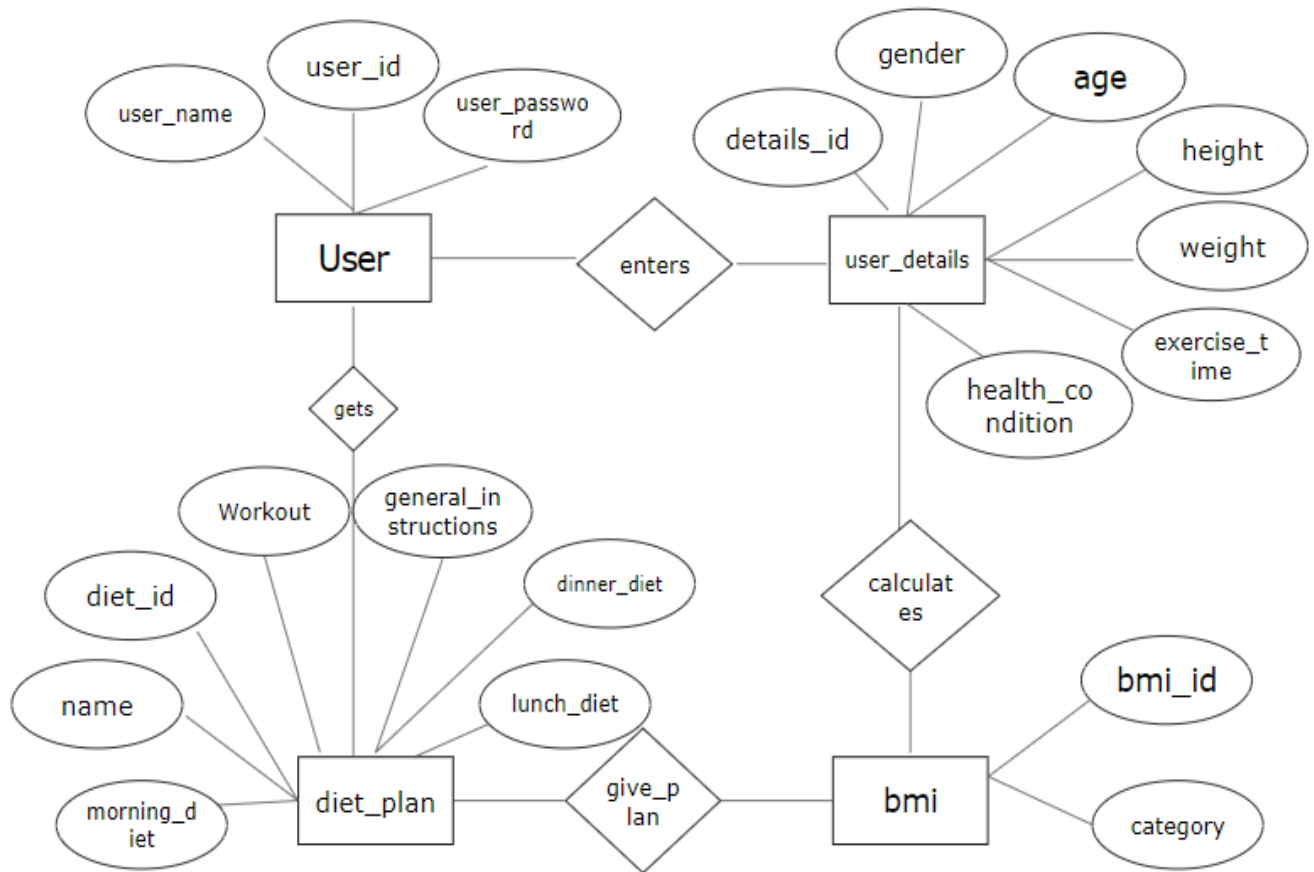 user_id
user_name
user_passwo
rd
gender
age
details_id
height
weight
exercise_t
ime
health_co
ndition
User
enters
user_details
gets
Workout
general_in
structions
dinner_diet
diet_id
name
lunch_diet
morning_d
iet
diet_plan
give_p
lan
calculat
es
bmi
bmi_id
category